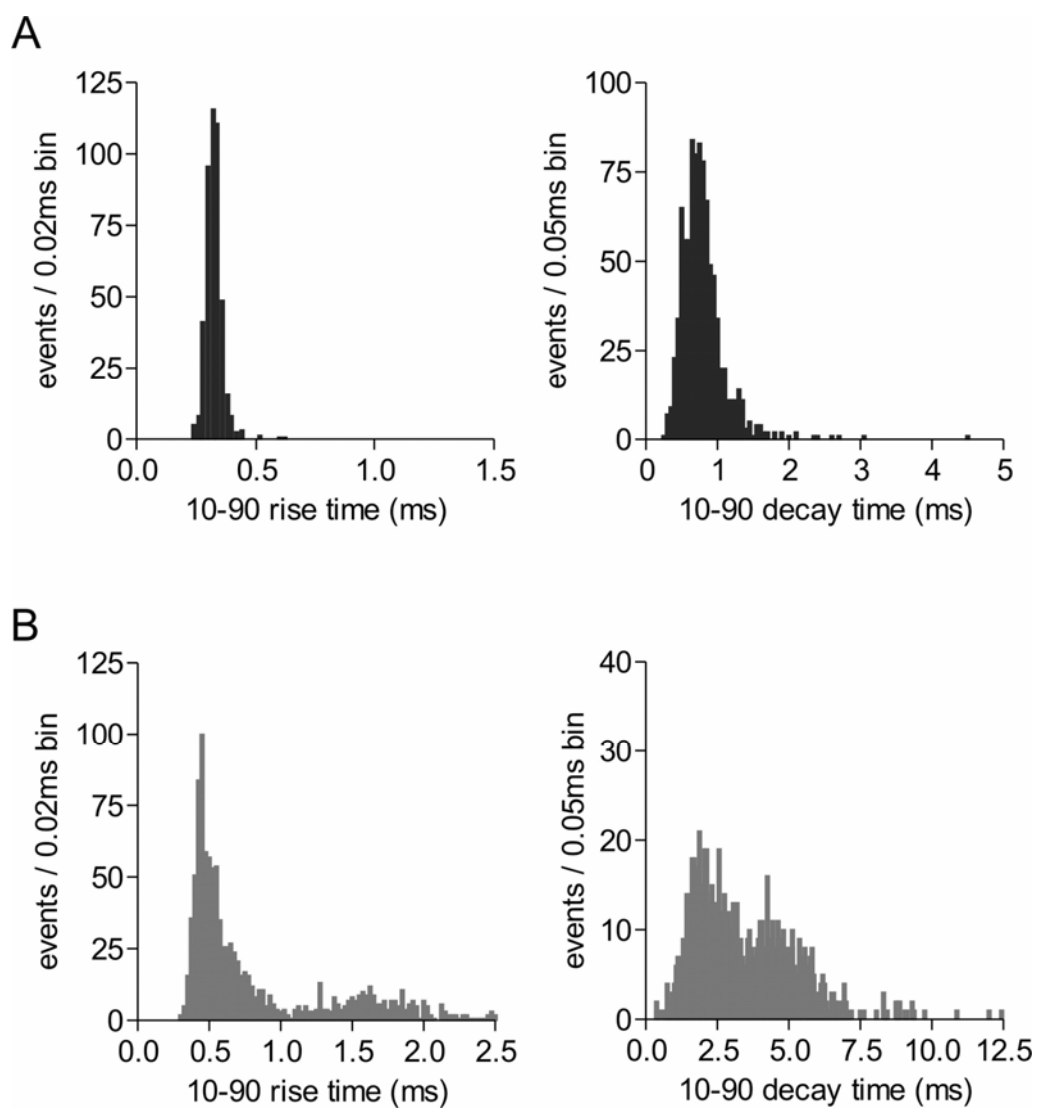 A
125
100
75
50
25
0
events / 0.02ms bin
0.0 0.5 1.0 1.5
10-90 rise time (ms)
100
75
50
25
0
events / 0.05ms bin
0 1 2 3 4 5
10-90 decay time (ms)
B
125
100
75
50
25
0
events / 0.02ms bin
0.0 0.5 1.0 1.5 2.0 2.5
10-90 rise time (ms)
40
30
20
10
0
events / 0.05ms bin
0.0 2.5 5.0 7.5 10.0 12.5
10-90 decay time (ms)